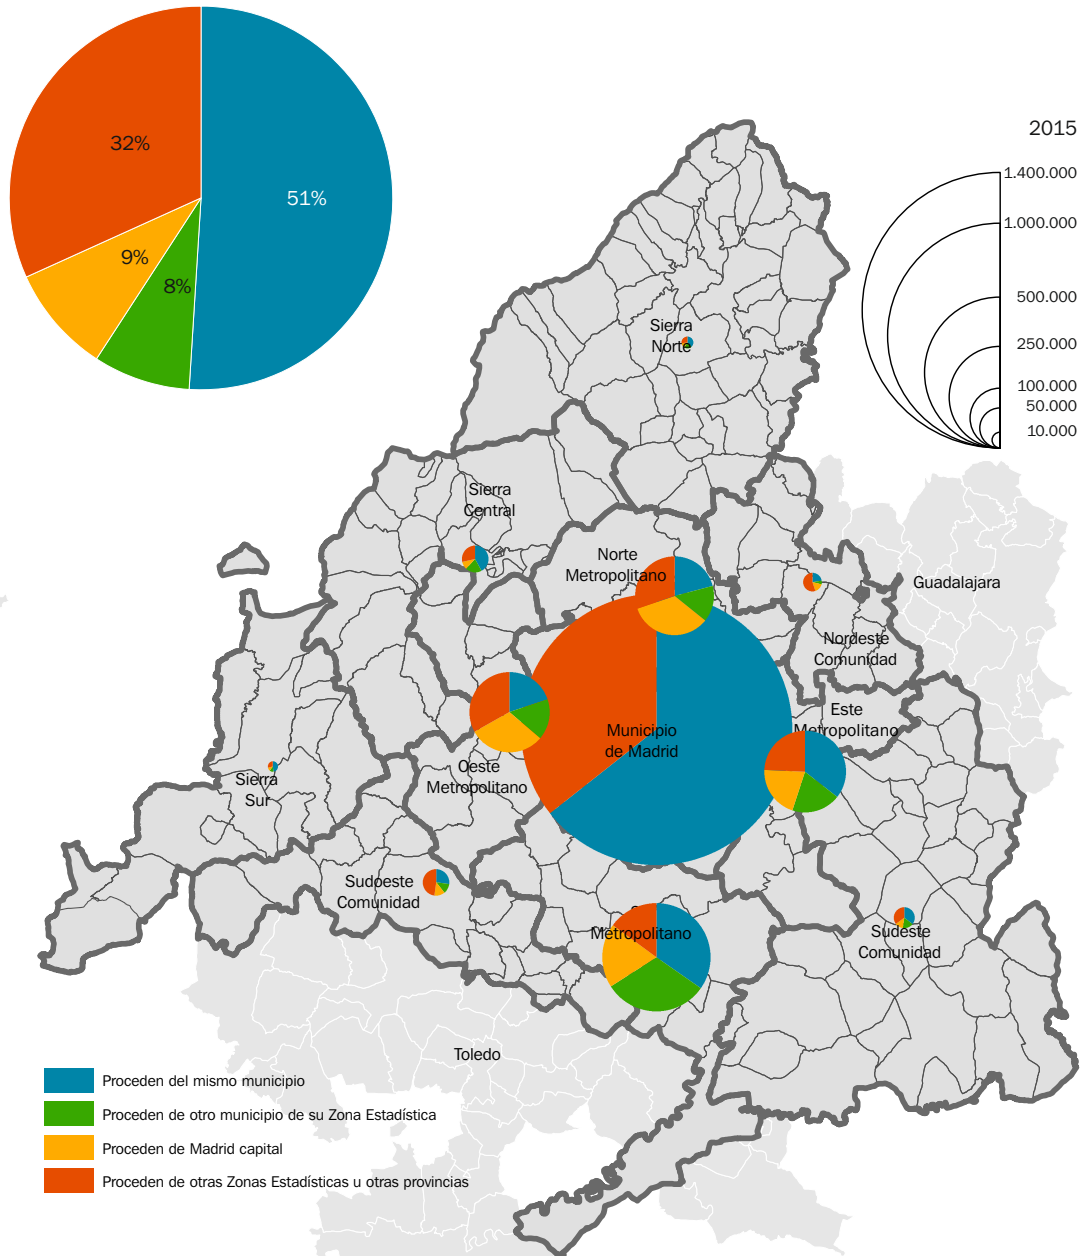 32%
51%
9%
8%
2015
1.400.000
1.000.000
500.000
250.000
100.000
50.000
10.000
Sierra
Norte
Sierra
Central
Norte
Metropolitano
Guadalajara
Nordeste
Comunidad
Este
Metropolitano
Municipio
de Madrid
Oeste
Metropolitano
Sierra
Sur
Sudoeste
Comunidad
Metropolitano
Sudeste
Comunidad
Toledo
Proceden del mismo municipio
Proceden de otro municipio de su Zona Estadística
Proceden de Madrid capital
Proceden de otras Zonas Estadísticas u otras provincias